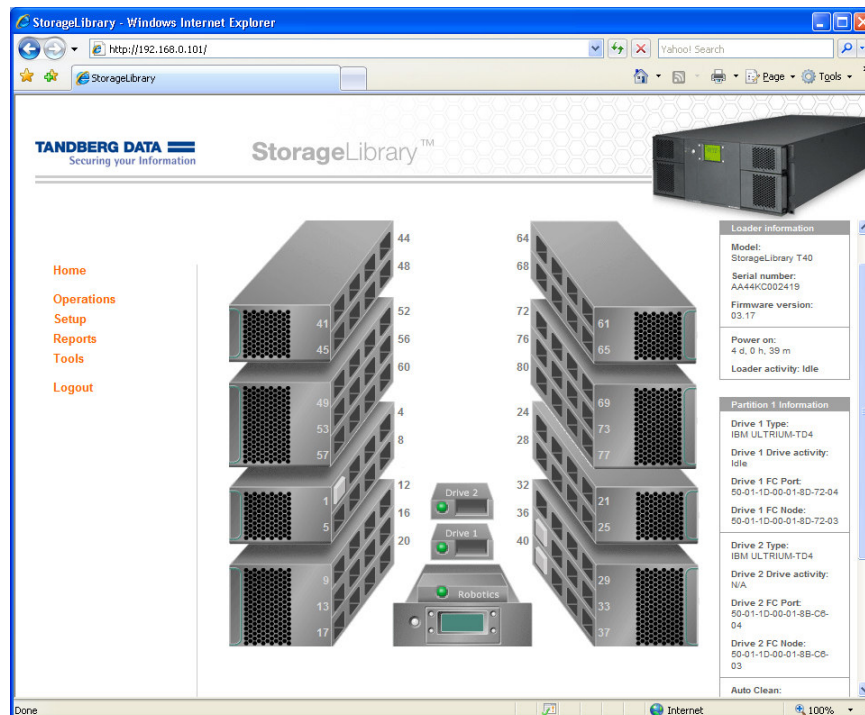 StorageLibrary - Windows Internet Explorer
http://192.168.0.101/
Yahoo! Search
StorageLibrary
Page
Tools
TANDBERG DATA
Securing your Information
StorageLibrary™
Home
Operations
Setup
Reports
Tools
Logout
44
48
41
45
52
56
60
49
53
57
4
8
1
5
12
16
20
9
13
17
64
68
61
65
72
76
80
69
73
77
24
28
21
25
32
36
40
29
33
37
Drive 2
Drive 1
Robotics
Loader information
Model:
StorageLibrary T40
Serial number:
AA44KC002419
Firmware version:
03.17
Power on:
4 d, 0 h, 39 m
Loader activity: Idle
Partition 1 Information
Drive 1 Type:
IBM ULTRIUM-TD4
Drive 1 Drive activity:
Idle
Drive 1 FC Port:
50-01-1D-00-01-8D-72-04
Drive 1 FC Node:
50-01-1D-00-01-8D-72-03
Drive 2 Type:
IBM ULTRIUM-TD4
Drive 2 Drive activity:
N/A
Drive 2 FC Port:
50-01-1D-00-01-8B-C6-
04
Drive 2 FC Node:
50-01-1D-00-01-8B-C6-
03
Auto Clean:
Done
Internet
100%